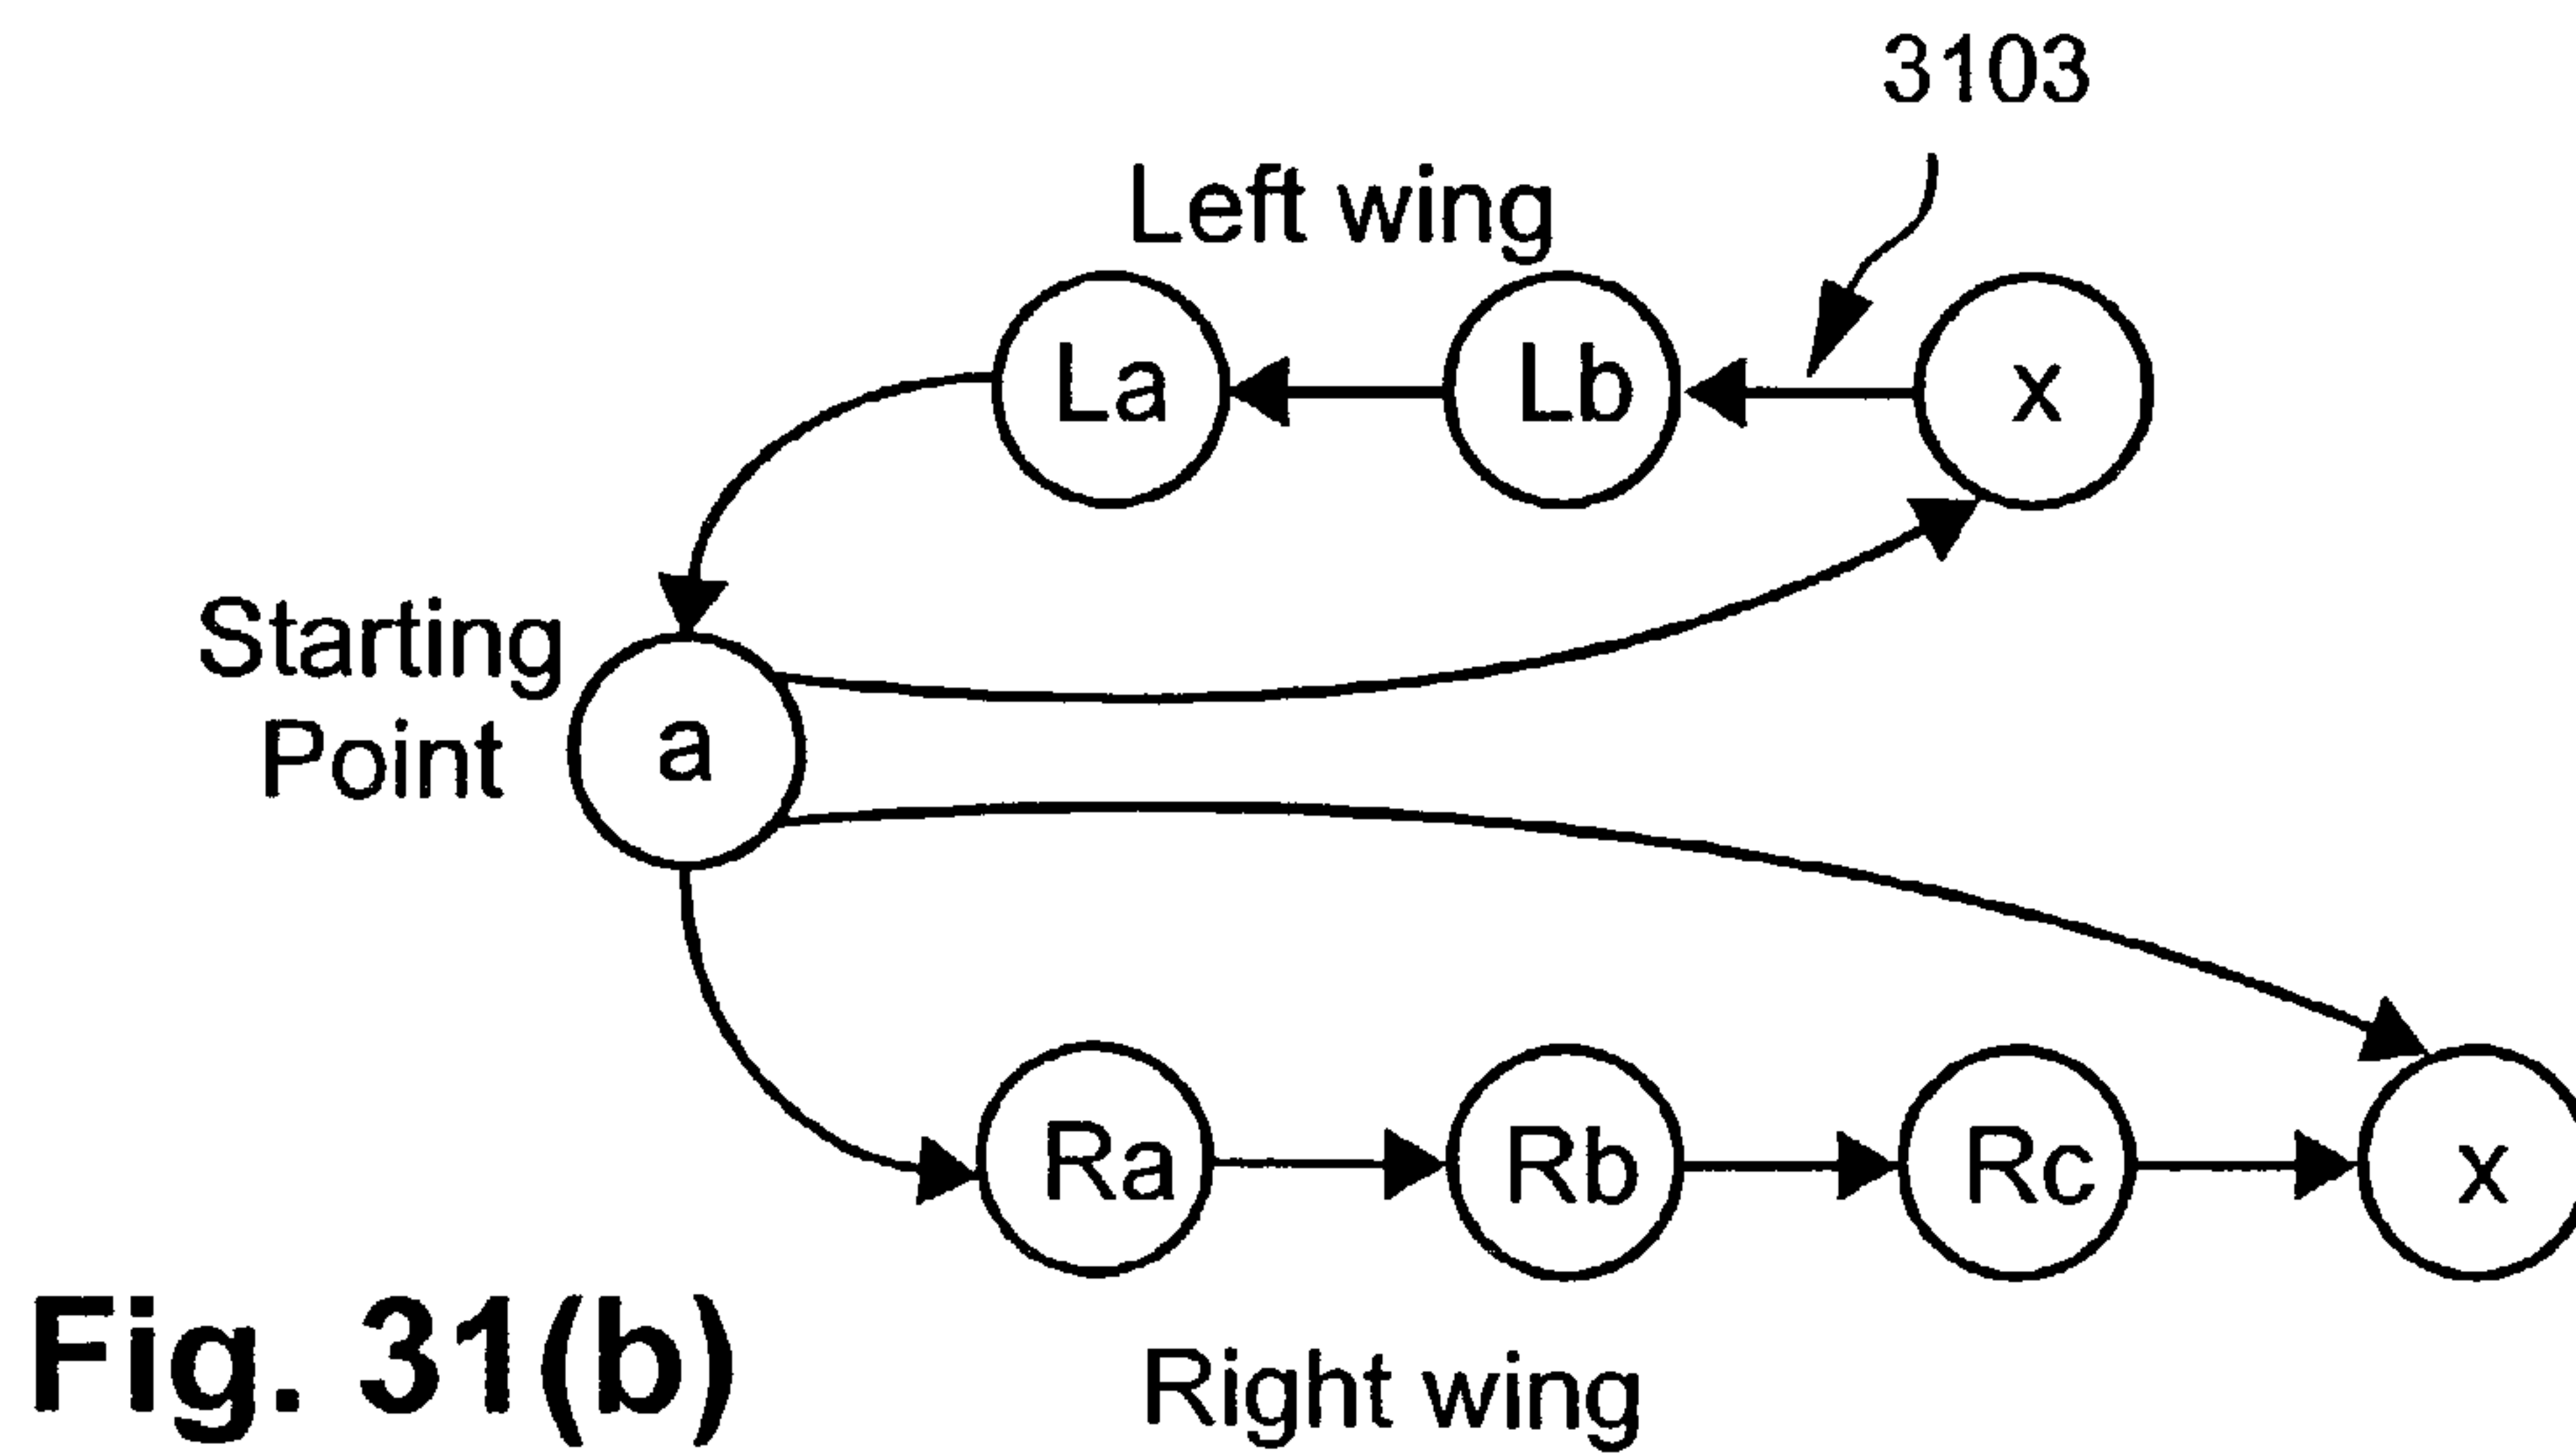 3103
Left wing
La Lb x
Starting
Point
a
Ra Rb Rc x
Fig. 31(b)
Right wing